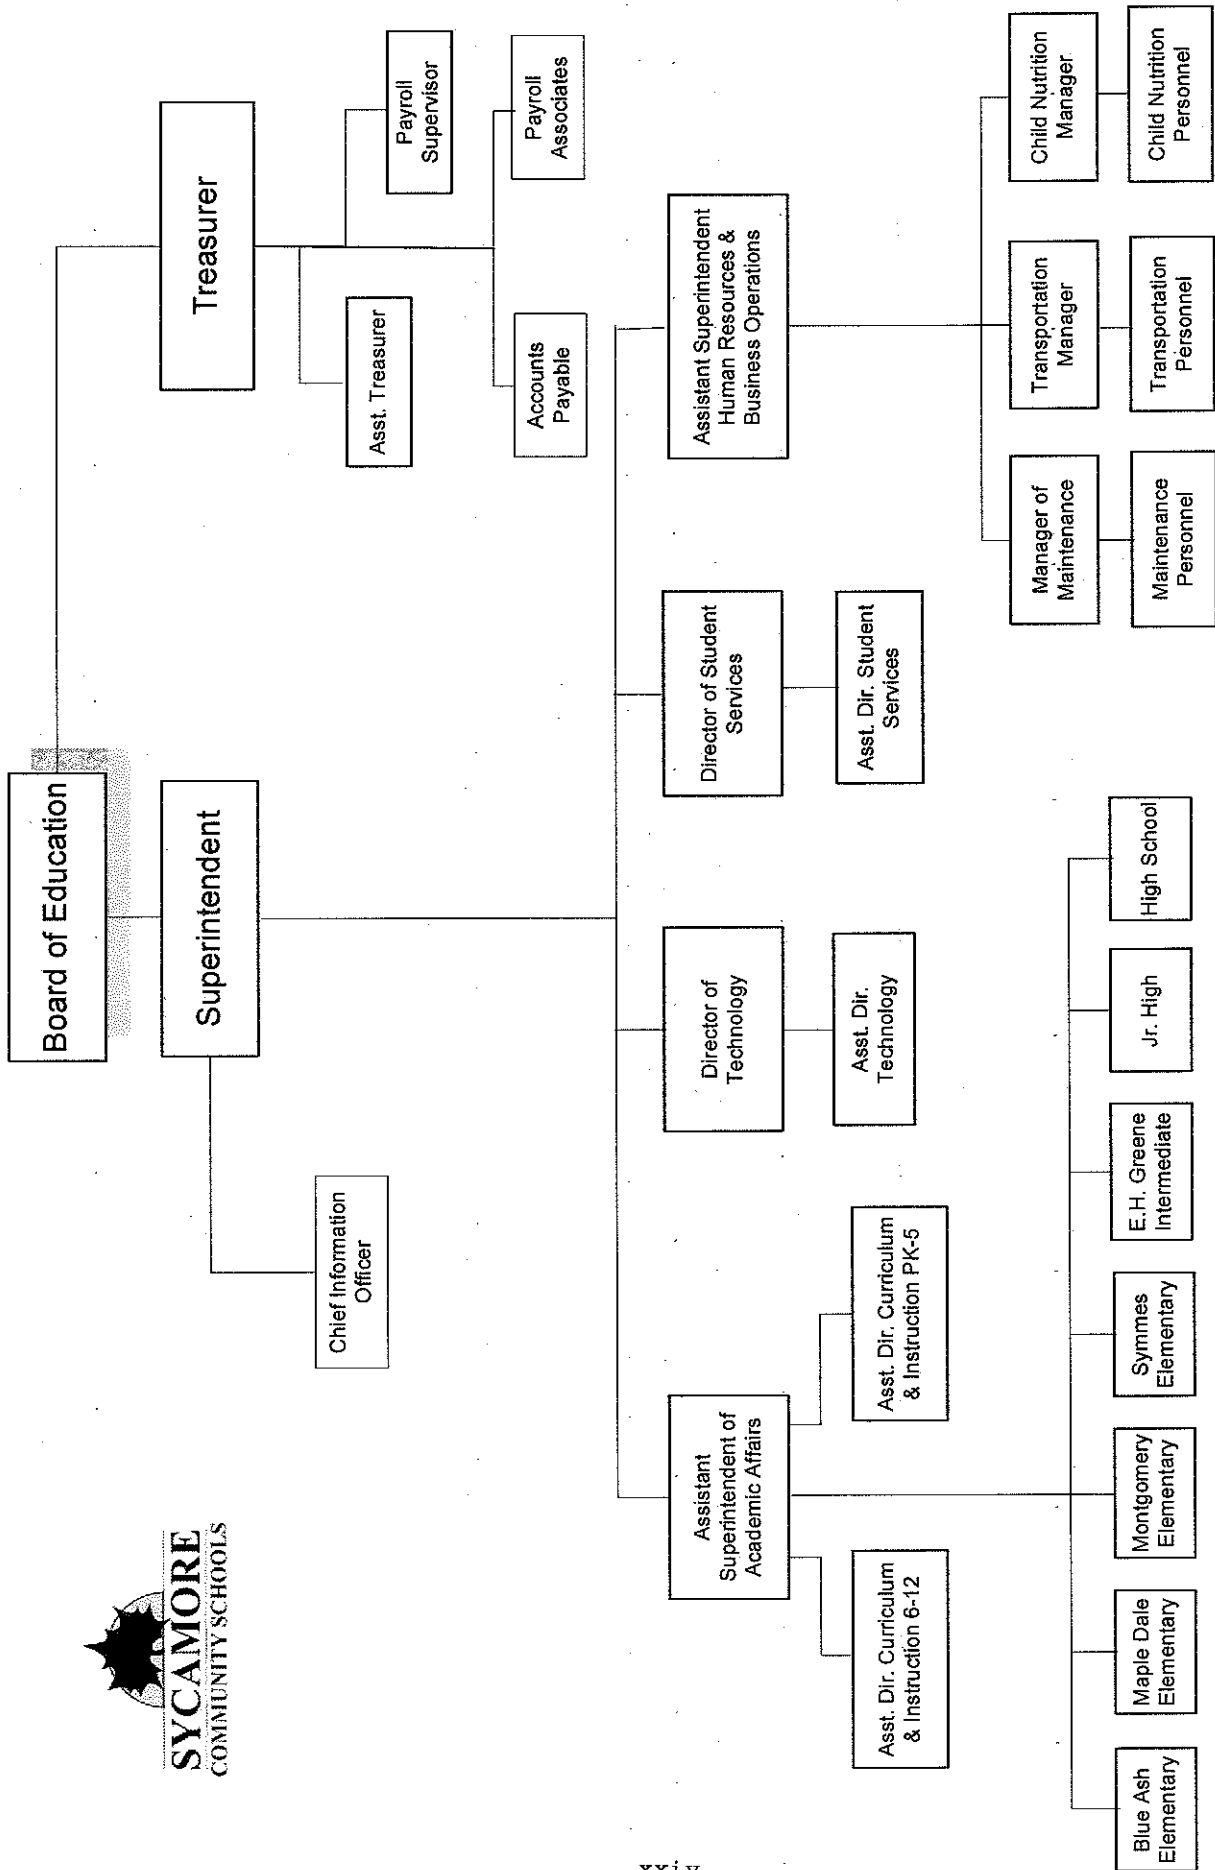 SYCAMORE
COMMUNITY SCHOOLS
Board of Education
Superintendent
Treasurer
Chief Information
Officer
Asst. Treasurer
Payroll
Supervisor
Accounts
Payable
Payroll
Associates
Assistant
Superintendent of
Academic Affairs
Director of
Technology
Director of Student
Services
Assistant Superintendent
Human Resources &
Business Operations
Asst. Dir. Curriculum
& Instruction 6-12
Asst. Dir. Curriculum
& Instruction PK-5
Asst. Dir.
Technology
Asst. Dir. Student
Services
Manager of
Maintenance
Transportation
Manager
Child Nutrition
Manager
Maintenance
Personnel
Transportation
Personnel
Child Nutrition
Personnel
Blue Ash
Elementary
Maple Dale
Elementary
Montgomery
Elementary
Symmes
Elementary
E.H. Greene
Intermediate
Jr. High
High School
xxiv